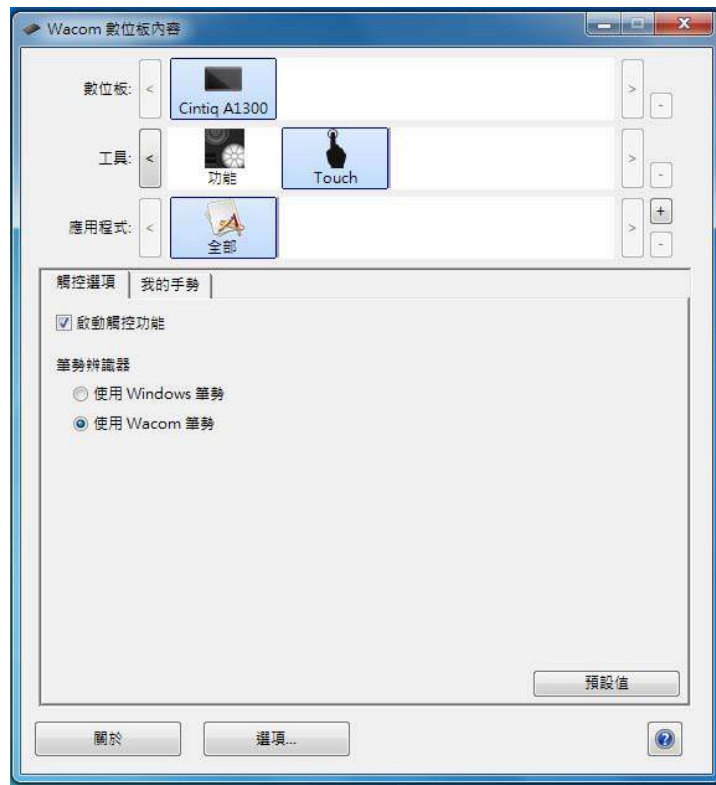 Wacom 數位板內容
數位板:
Cintiq A1300
工具:
功能
Touch
應用程式:
全部
觸控選項
我的手勢
啟動觸控功能
筆勢辨識器
使用 Windows 筆勢
使用 Wacom 筆勢
預設值
關於
選項...